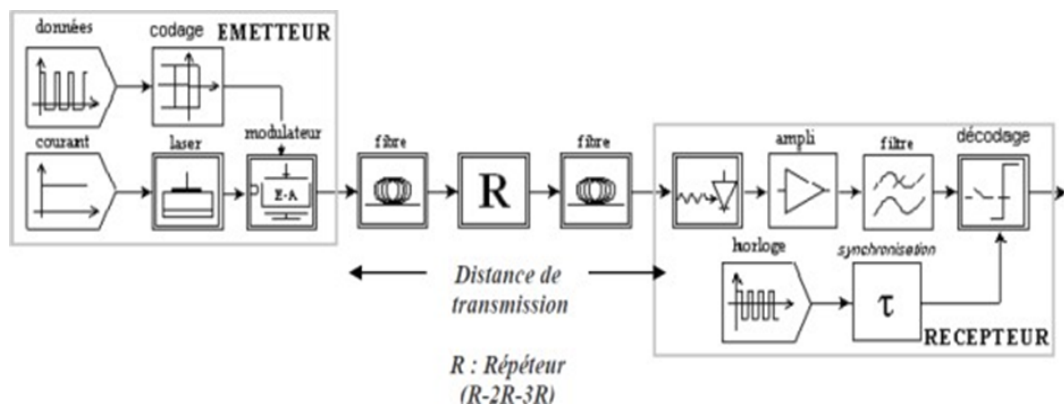 données
codage
EMETTEUR
courant
laser
modulateur
E-A
fibre
R
fibre
ampli
filtre
décodage
horloge
synchronisation
τ
RECEPTEUR
Distance de
transmission
R : Répéteur
(R-2R-3R)